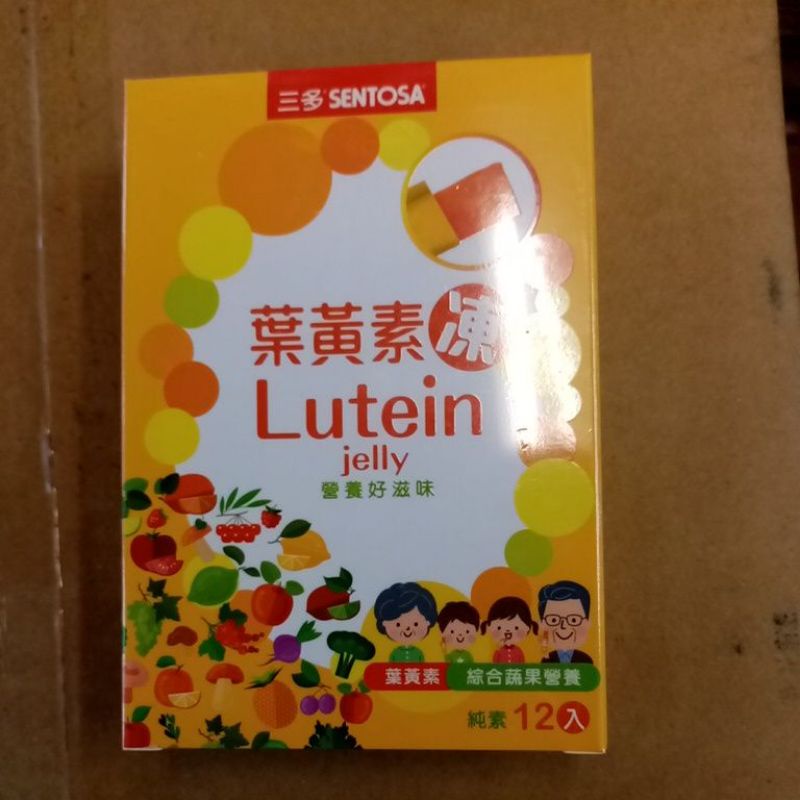 三多 SENTOSA
葉黃素凍
Lutein
jelly
營養好滋味
葉黃素 綜合蔬果營養
純素 12入